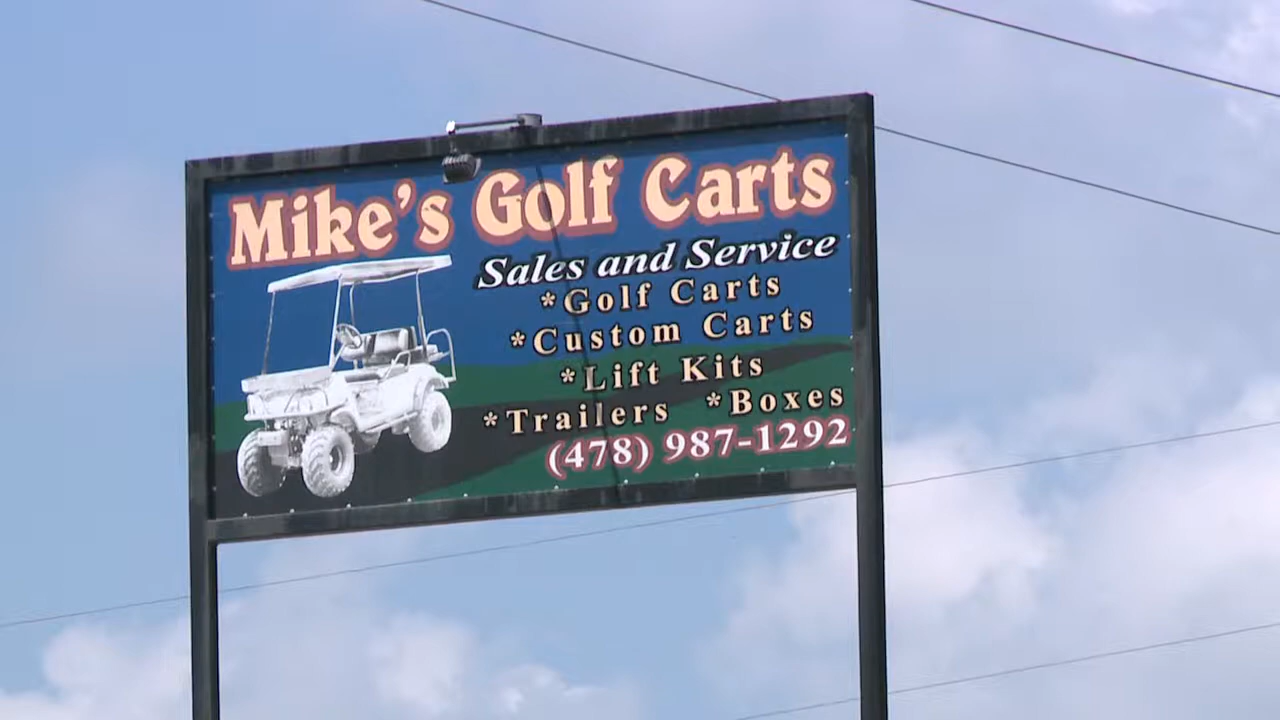 Mike's Golf Carts
Sales and Service
*Golf Carts
*Custom Carts
*Lift Kits
*Trailers *Boxes
(478) 987-1292